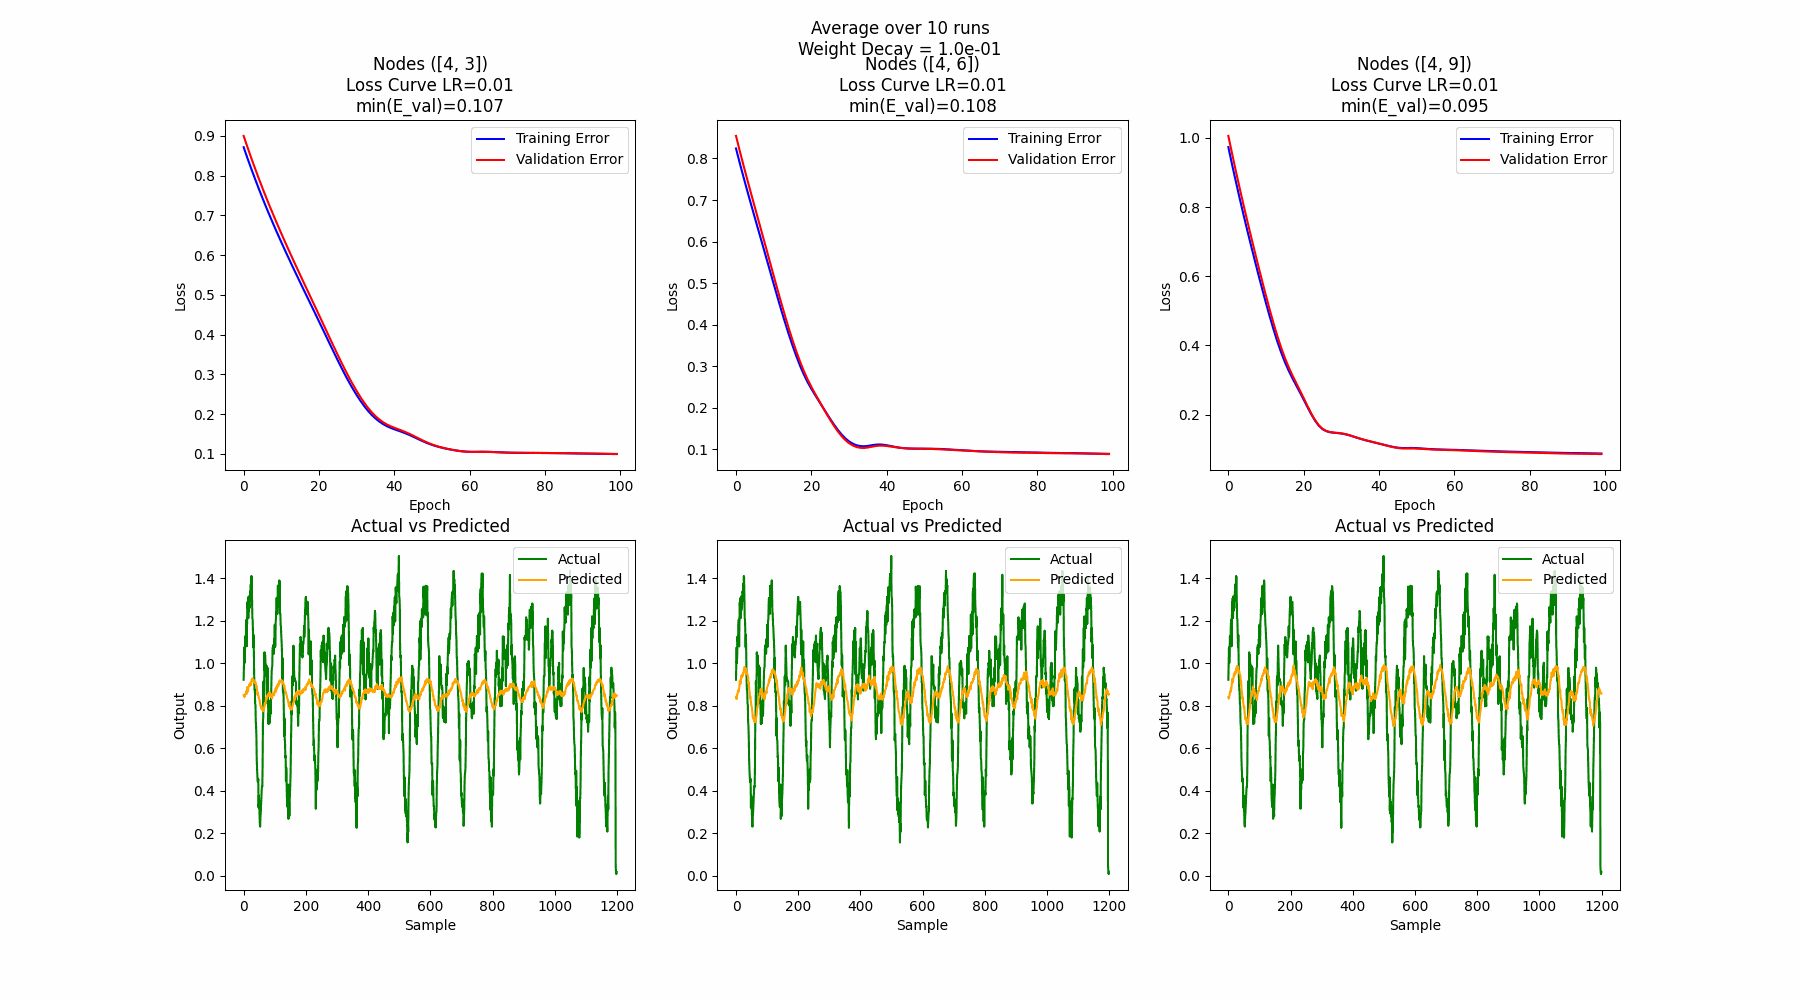 Average over 10 runs
Weight Decay = 1.0e-01
Nodes ([4, 3])
Loss Curve LR=0.01
min(E_val)=0.107
Training Error
Validation Error
0.9
0.8
0.7
0.6
0.5
0.4
0.3
0.2
0.1
Loss
0 20 40 60 80 100
Epoch
Nodes ([4, 6])
Loss Curve LR=0.01
min(E_val)=0.108
Training Error
Validation Error
0.8
0.7
0.6
0.5
0.4
0.3
0.2
0.1
Loss
0 20 40 60 80 100
Epoch
Nodes ([4, 9])
Loss Curve LR=0.01
min(E_val)=0.095
Training Error
Validation Error
1.0
0.8
0.6
0.4
0.2
Loss
0 20 40 60 80 100
Epoch
Actual vs Predicted
Actual
Predicted
1.4
1.2
1.0
0.8
0.6
0.4
0.2
0.0
Output
0 200 400 600 800 1000 1200
Sample
Actual vs Predicted
Actual
Predicted
1.4
1.2
1.0
0.8
0.6
0.4
0.2
0.0
Output
0 200 400 600 800 1000 1200
Sample
Actual vs Predicted
Actual
Predicted
1.4
1.2
1.0
0.8
0.6
0.4
0.2
0.0
Output
0 200 400 600 800 1000 1200
Sample